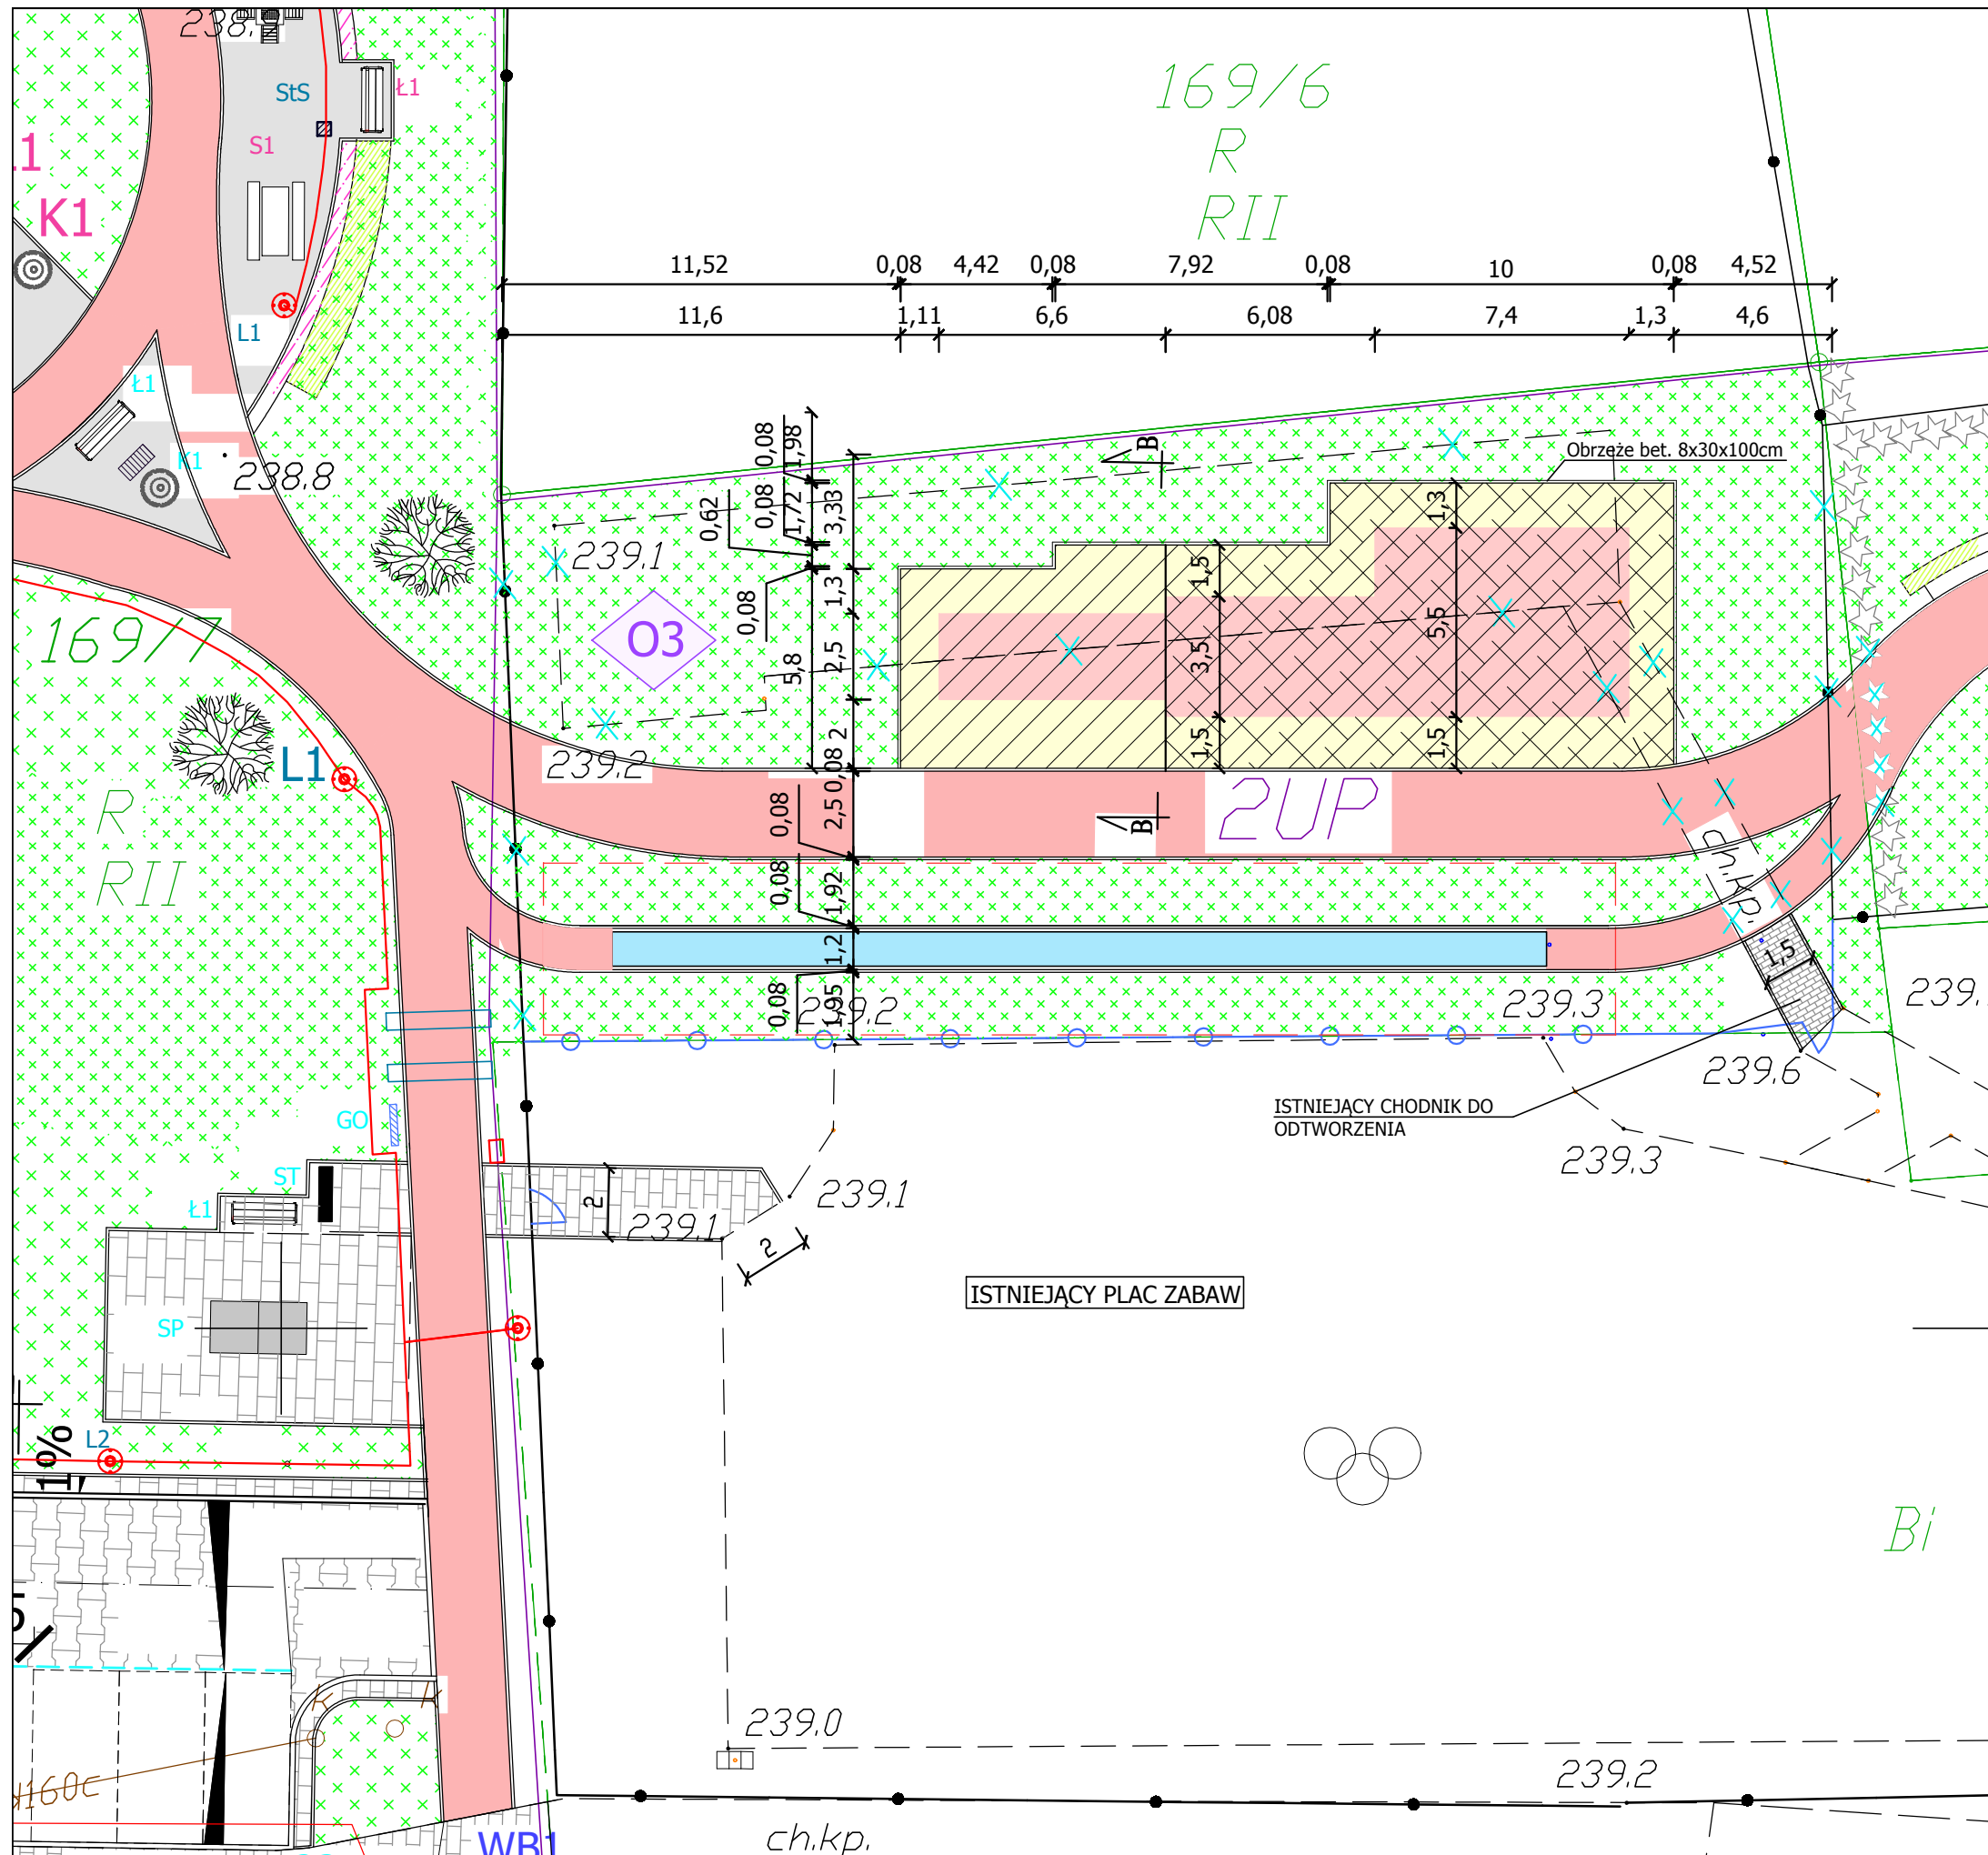 238.9
StS
Ł1
S1
K1
L1
Ł1
K1
238.8
169/6
R
RII
11,52
0,08
4,42
0,08
7,92
0,08
10
0,08
4,52
11,6
1,11
6,6
6,08
7,4
1,3
4,6
0,08
1,98
0,62
0,08
1,72
3,33
B
Obrzeże bet. 8x30x100cm
1,3
239.1
O3
0,08
1,3
5,8
2,5
1,5
3,5
5,5
1,5
1,5
2
0,08
169/7
L1
R
RII
239.2
0,08
2,5
B
2UP
ch.kp.
0,08
1,92
1,2
0,08
1,95
239.2
239.3
1,5
239.
239.6
ISTNIEJĄCY CHODNIK DO
ODTWORZENIA
239.3
GO
ST
Ł1
2
239.1
239.1
2
SP
ISTNIEJĄCY PLAC ZABAW
L2
1%
Bi
k
k
239.0
239.2
160c
WB1
ch.kp.